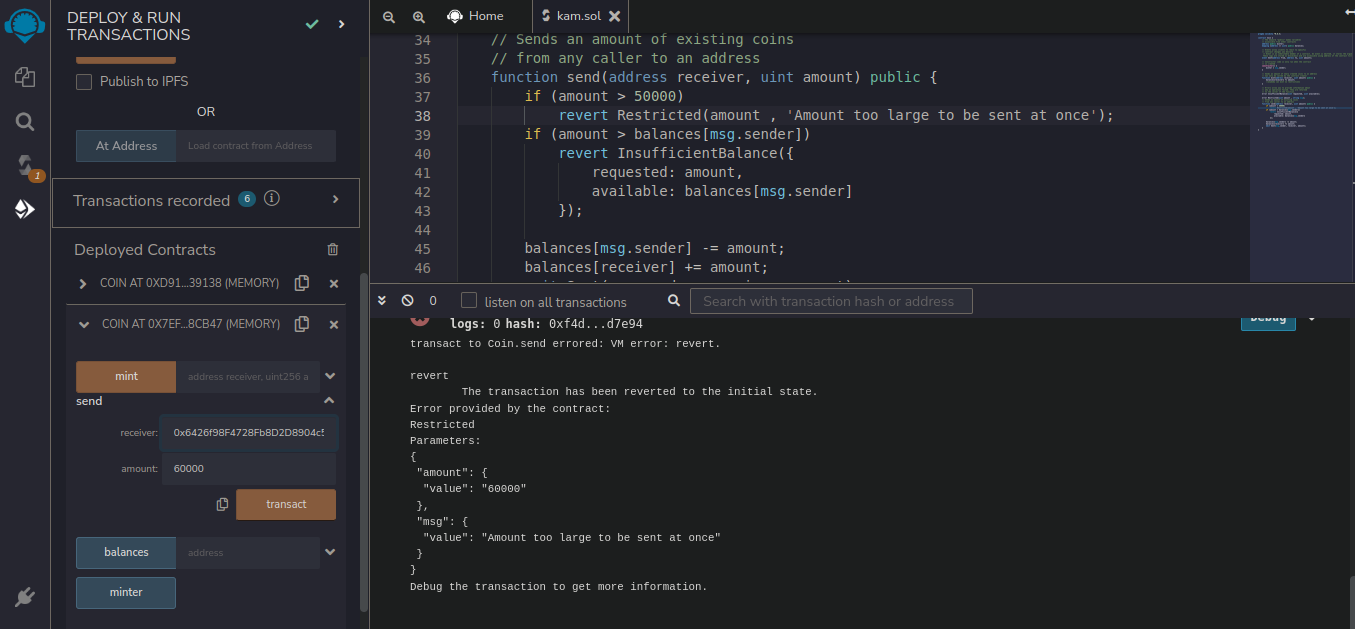 DEPLOY & RUN
TRANSACTIONS
Publish to IPFS
OR
At Address
Load contract from Address
1
Transactions recorded 6 i
Deployed Contracts
COIN AT 0XD91...39138 (MEMORY)
COIN AT 0X7EF...8CB47 (MEMORY)
mint
address receiver, uint256 a
send
receiver:
0x6426f98F4728Fb8D2D8904c5
amount:
60000
transact
balances
address
minter
Home
kam.sol
34 // Sends an amount of existing coins
35 // from any caller to an address
36 function send(address receiver, uint amount) public {
37 if (amount > 50000)
38 revert Restricted(amount , 'Amount too large to be sent at once');
39 if (amount > balances[msg.sender])
40 revert InsufficientBalance({
41 requested: amount,
42 available: balances[msg.sender]
43 });
44
45 balances[msg.sender] -= amount;
46 balances[receiver] += amount;
0
listen on all transactions
Search with transaction hash or address
logs: 0 hash: 0xf4d...d7e94
Debug
transact to Coin.send errored: VM error: revert.
revert
The transaction has been reverted to the initial state.
Error provided by the contract:
Restricted
Parameters:
{
"amount": {
"value": "60000"
},
"msg": {
"value": "Amount too large to be sent at once"
}
}
Debug the transaction to get more information.